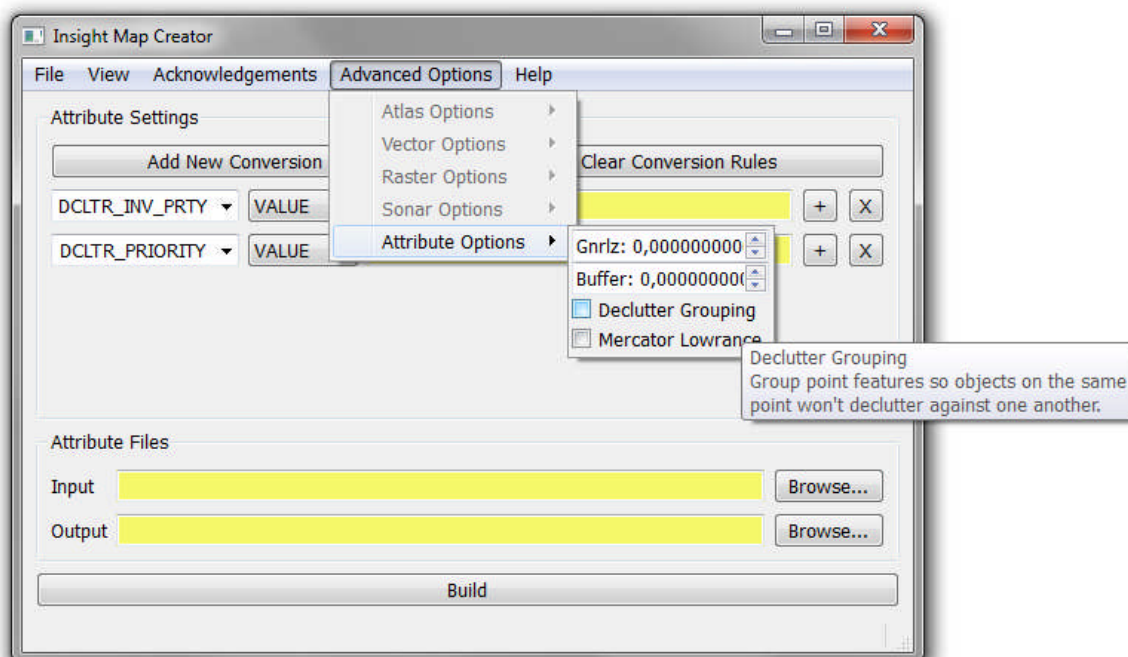 Insight Map Creator
File View Acknowledgements Advanced Options Help
Attribute Settings
Atlas Options
Vector Options
Raster Options
Sonar Options
Attribute Options
Add New Conversion
Clear Conversion Rules
DCLTR_INV_PRTY VALUE + X
DCLTR_PRIORITY VALUE + X
Gnrlz: 0,000000000
Buffer: 0,000000000
Declutter Grouping
Mercator Lowrance
Declutter Grouping
Group point features so objects on the same
point won't declutter against one another.
Attribute Files
Input Browse...
Output Browse...
Build